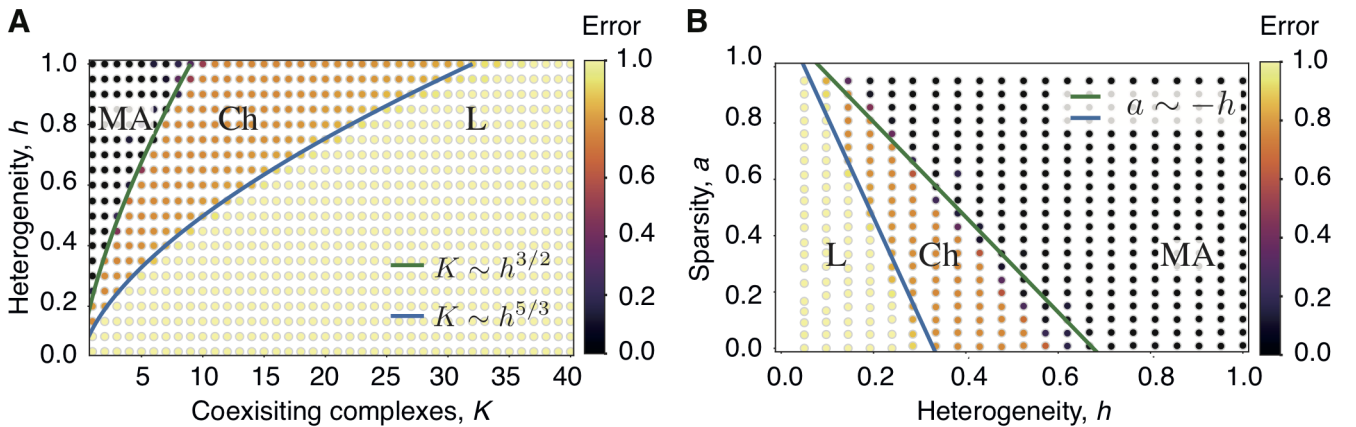 A
Error
1.0
0.8
0.6
0.4
0.2
0.0
Heterogeneity, h
MA
Ch
L
K ∼ h^{3/2}
K ∼ h^{5/3}
5 10 15 20 25 30 35 40
Coexisiting complexes, K
1.0
0.8
0.6
0.4
0.2
0.0
B
Error
1.0
0.8
0.6
0.4
0.2
0.0
Sparsity, a
a ∼ −h
L
Ch
MA
0.0 0.2 0.4 0.6 0.8 1.0
Heterogeneity, h
1.0
0.8
0.6
0.4
0.2
0.0